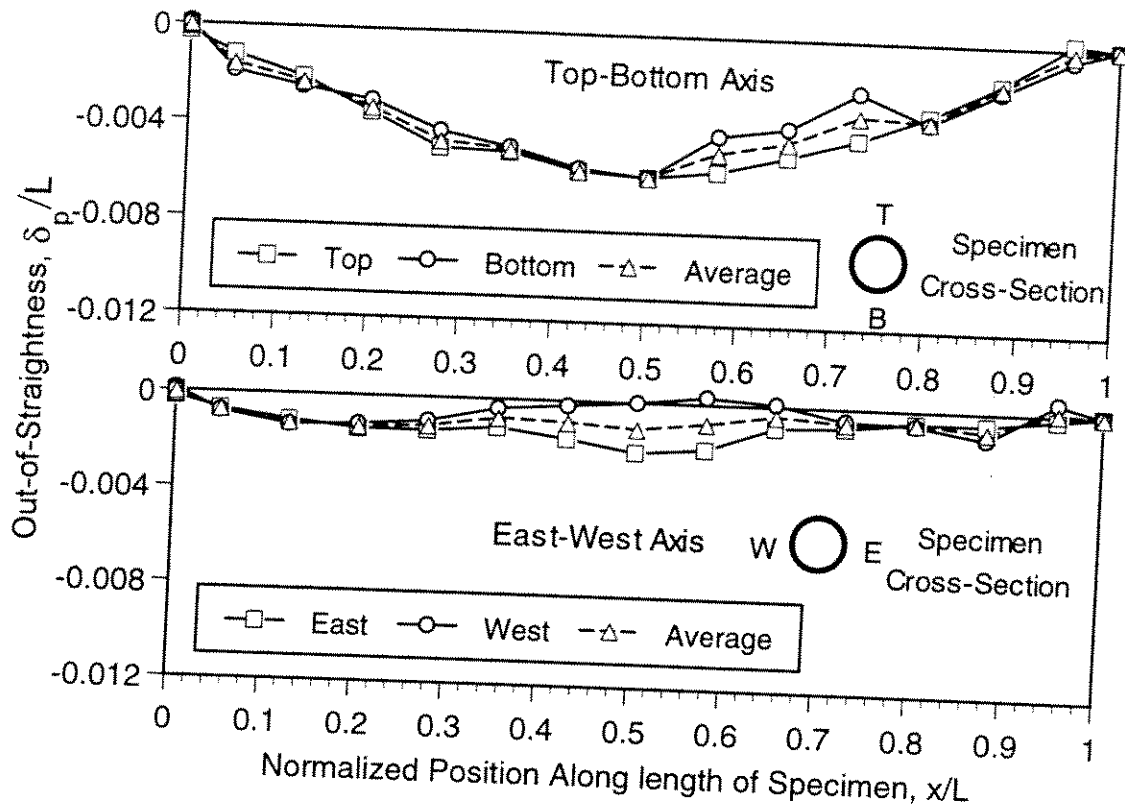 Out-of-Straightness, δp/L
0
-0.004
-0.008
-0.012
Top-Bottom Axis
Top Bottom Average
T
B
Specimen
Cross-Section
0 0.1 0.2 0.3 0.4 0.5 0.6 0.7 0.8 0.9 1
0
-0.004
-0.008
-0.012
East-West Axis
W E
Specimen
Cross-Section
East West Average
0 0.1 0.2 0.3 0.4 0.5 0.6 0.7 0.8 0.9 1
Normalized Position Along length of Specimen, x/L